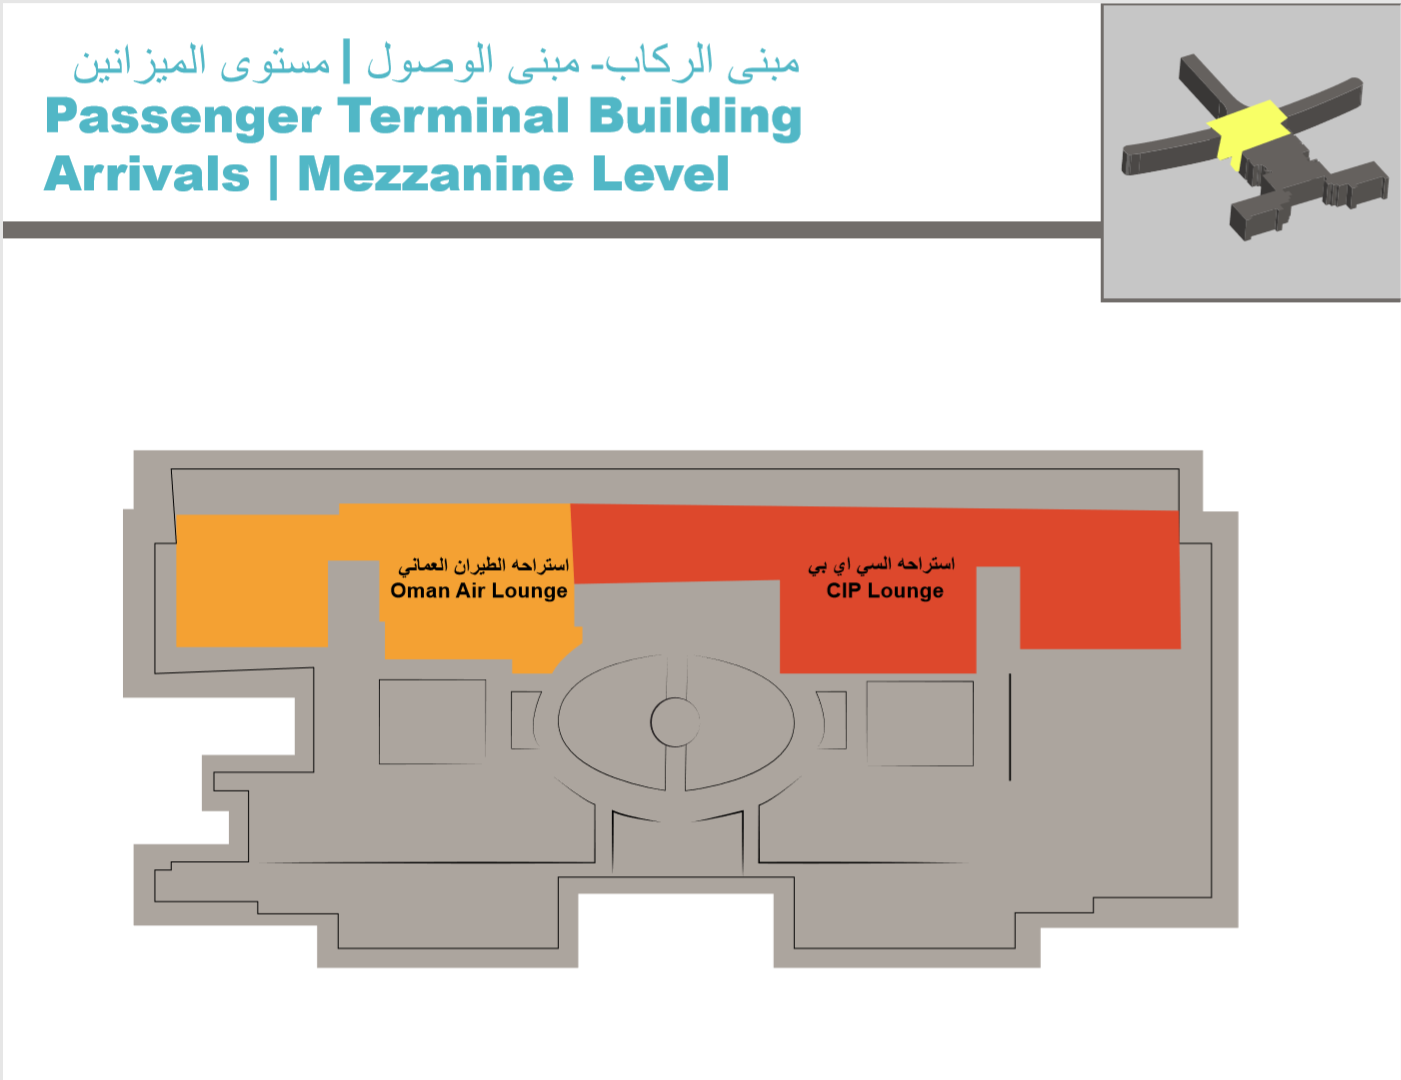 مبنى الركاب- مبنى الوصول | مستوى الميزانين
Passenger Terminal Building
Arrivals | Mezzanine Level
استراحه الطيران العماني
Oman Air Lounge
استراحه السي اي بي
CIP Lounge